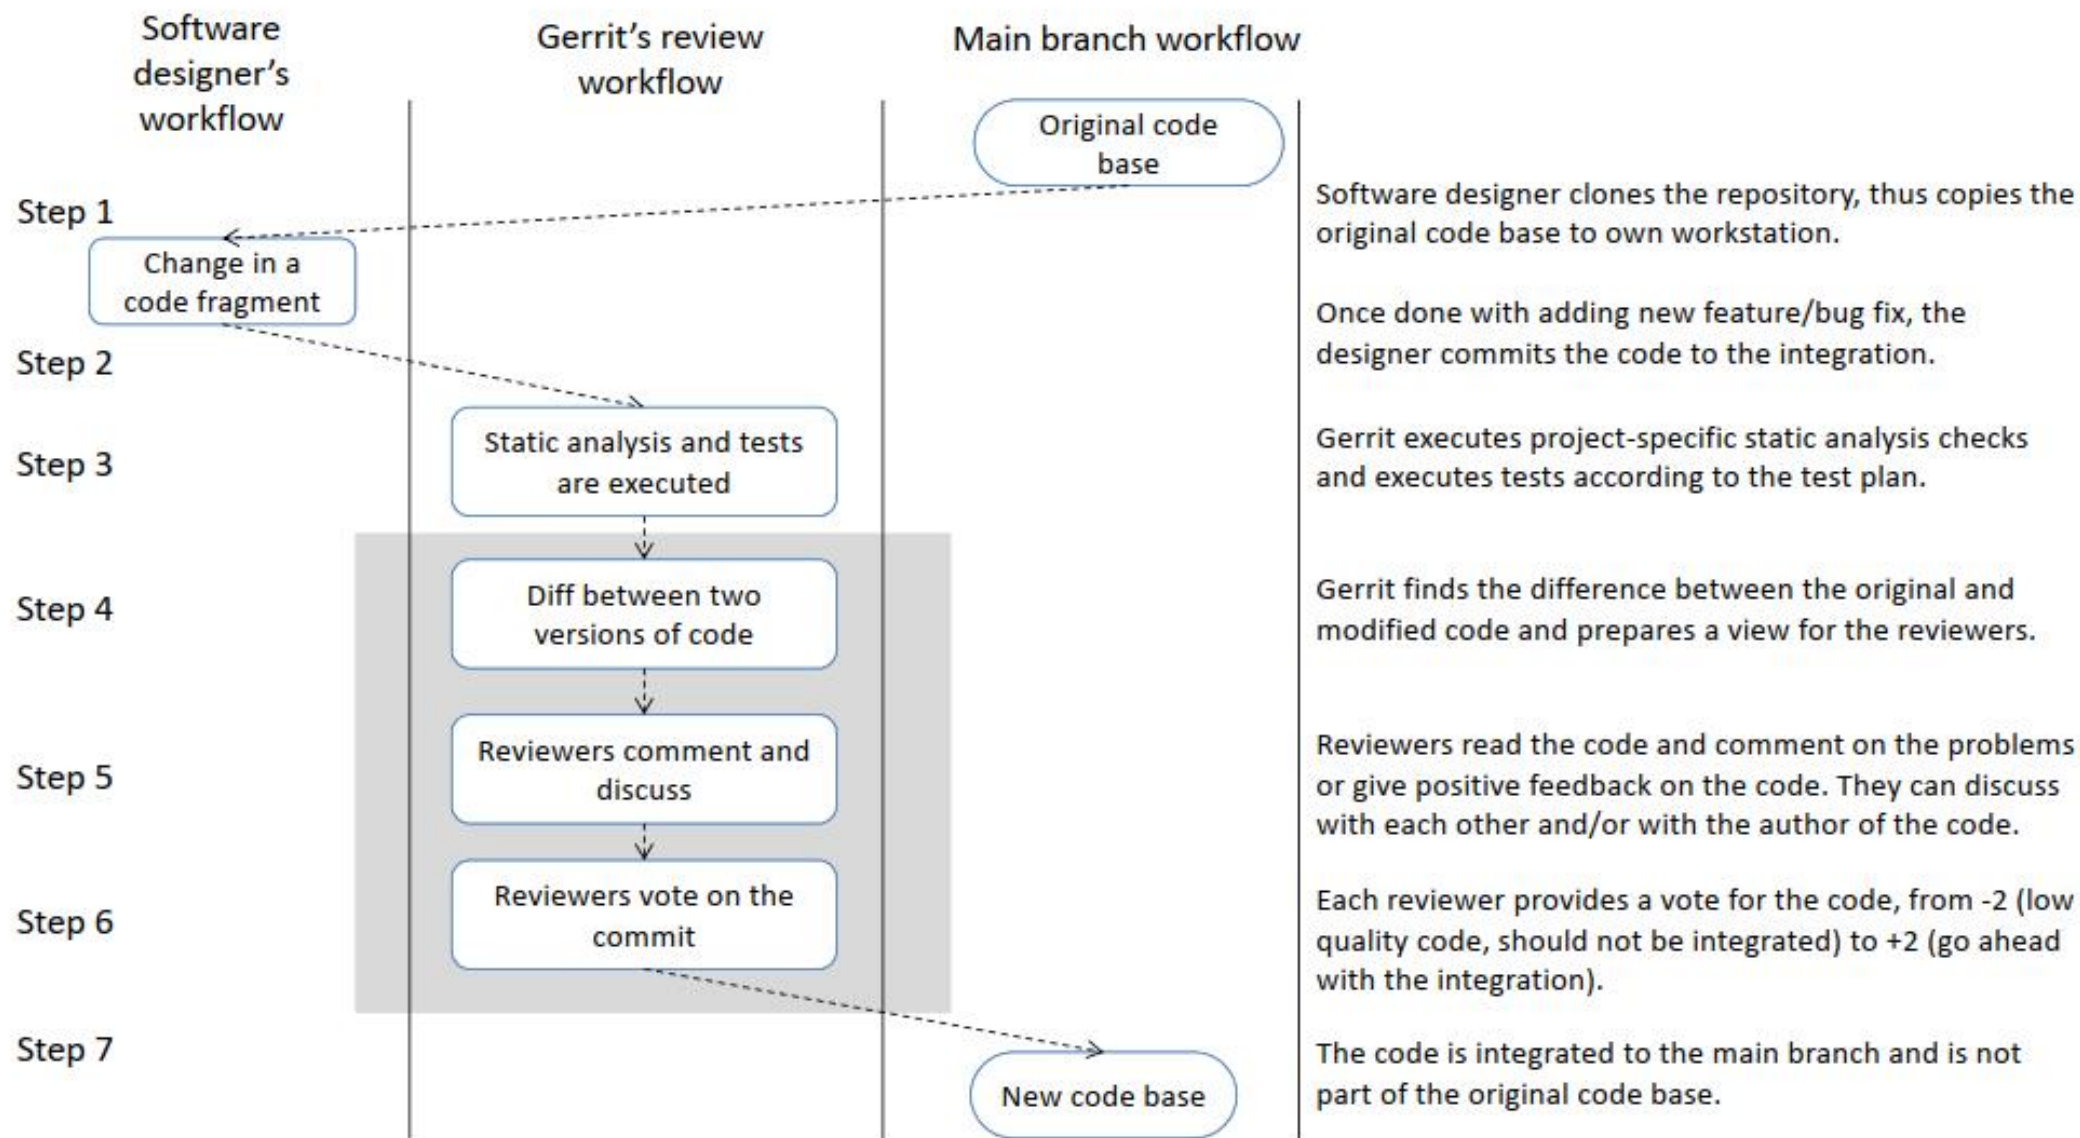 Software
designer’s
workflow
Gerrit’s review
workflow
Main branch workflow
Original code
base
Step 1
Software designer clones the repository, thus copies the
original code base to own workstation.
Change in a
code fragment
Step 2
Once done with adding new feature/bug fix, the
designer commits the code to the integration.
Step 3
Static analysis and tests
are executed
Gerrit executes project-specific static analysis checks
and executes tests according to the test plan.
Step 4
Diff between two
versions of code
Gerrit finds the difference between the original and
modified code and prepares a view for the reviewers.
Step 5
Reviewers comment and
discuss
Reviewers read the code and comment on the problems
or give positive feedback on the code. They can discuss
with each other and/or with the author of the code.
Step 6
Reviewers vote on the
commit
Each reviewer provides a vote for the code, from -2 (low
quality code, should not be integrated) to +2 (go ahead
with the integration).
Step 7
New code base
The code is integrated to the main branch and is not
part of the original code base.